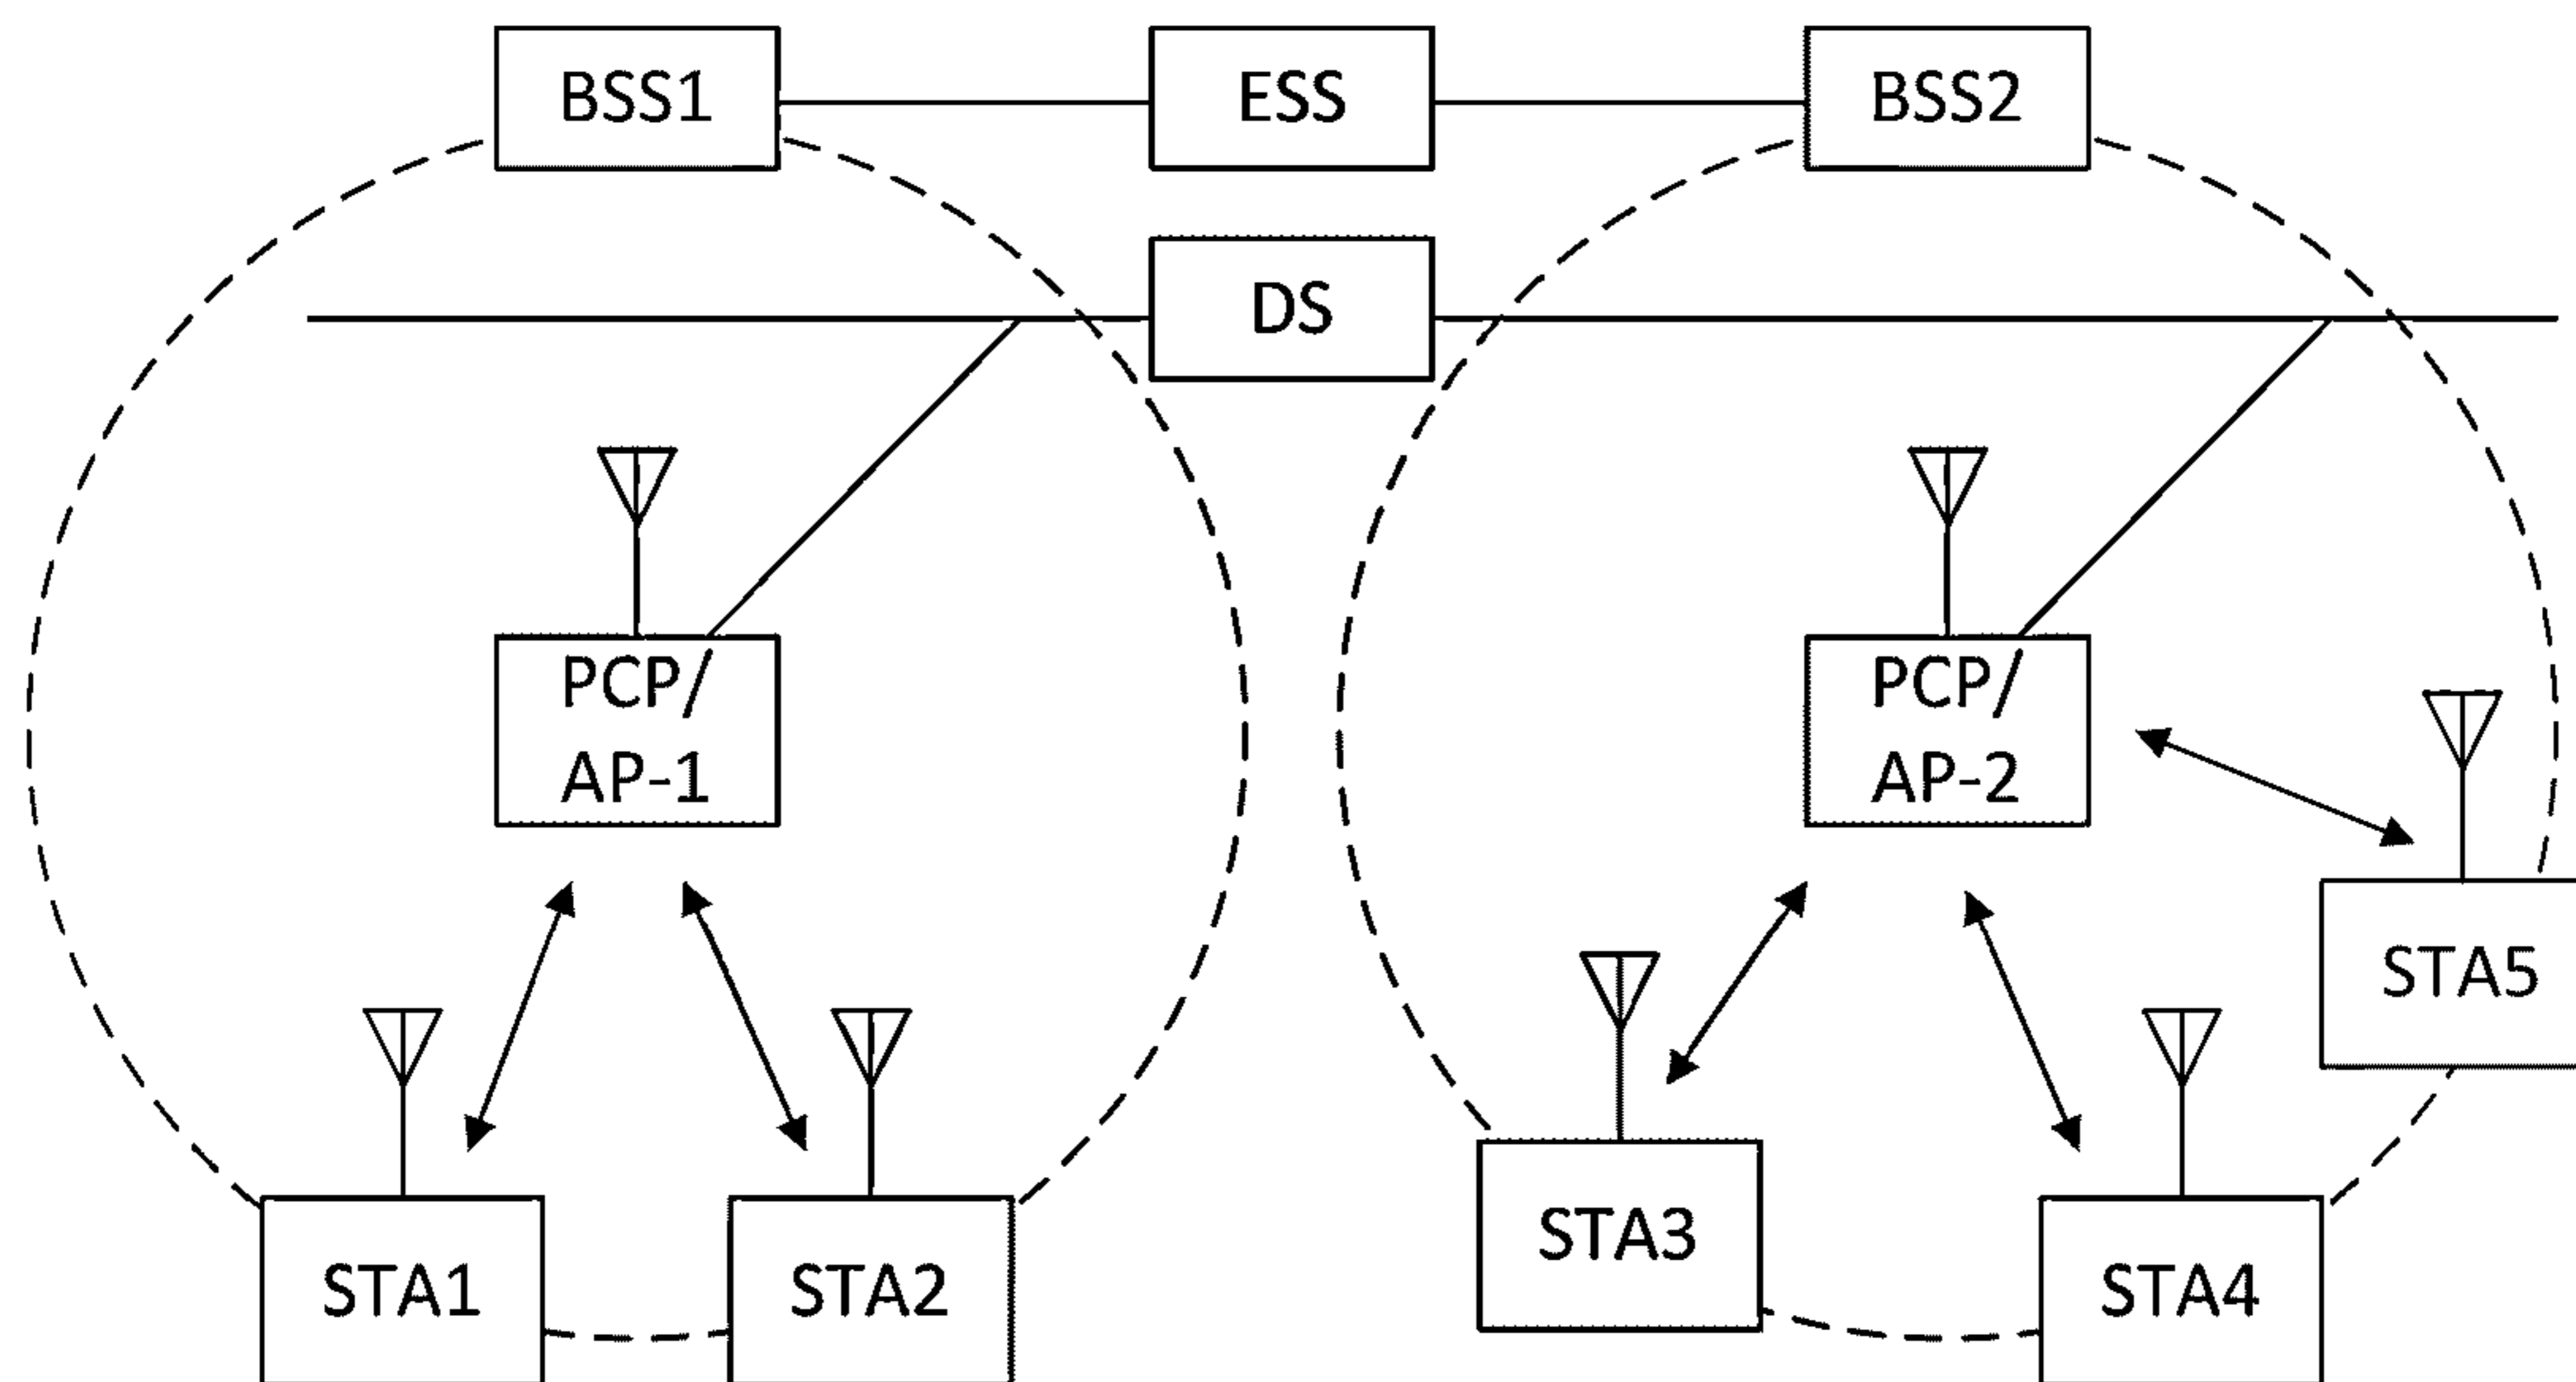 BSS1
ESS
BSS2
DS
PCP/
AP-1
PCP/
AP-2
STA5
STA3
STA1
STA2
STA4